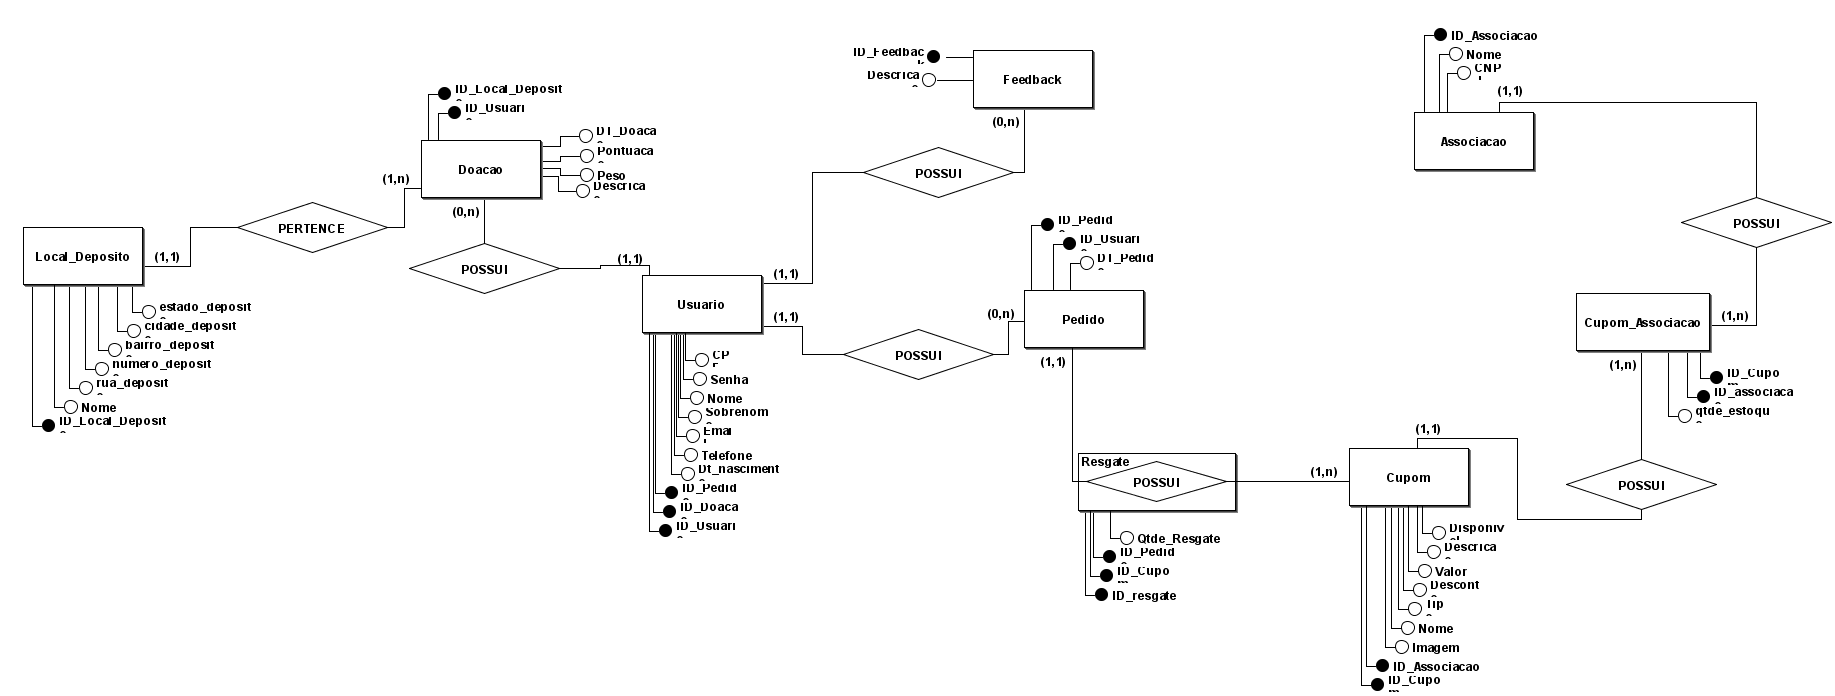 ID_Feedbac
k
Descrica
Feedback
(0,n)
POSSUI
ID_Associacao
Nome
CNP
(1,1)
Associacao
POSSUI
ID_Local_Deposit
ID_Usuari
DT_Doaca
Pontuaca
Peso
Descrica
Doacao
(1,n)
(0,n)
PERTENCE
Local_Deposito
(1,1)
POSSUI
(1,1)
Usuario
(1,1)
(1,1)
POSSUI
(0,n)
ID_Pedid
ID_Usuari
DT_Pedid
Pedido
(1,1)
estado_deposit
cidade_deposit
bairro_deposit
numero_deposit
rua_deposit
Nome
ID_Local_Deposit
CP
Senha
Nome
Sobrenom
Emai
Telefone
Dt_nasciment
ID_Pedid
ID_Doaca
ID_Usuari
Cupom_Associacao
(1,n)
(1,n)
ID_Cupo
ID_associaca
qtde_estoqu
POSSUI
Resgate
POSSUI
(1,n)
(1,1)
Cupom
Qtde_Resgate
ID_Pedid
ID_Cupo
ID_resgate
Disponiv
Descrica
Valor
Descont
Tip
Nome
Imagem
ID_Associacao
ID_Cupo